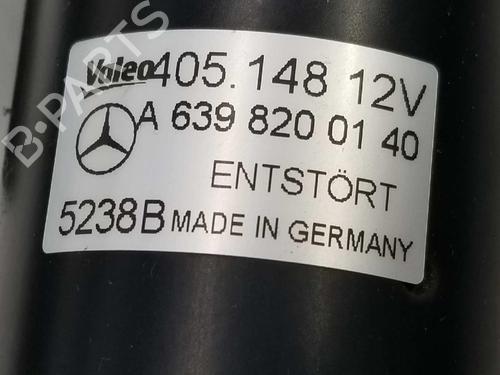 Valeo 405.148 12V
A 639 820 01 40
ENTSTÖRT
5238B MADE IN GERMANY
B-PARTS